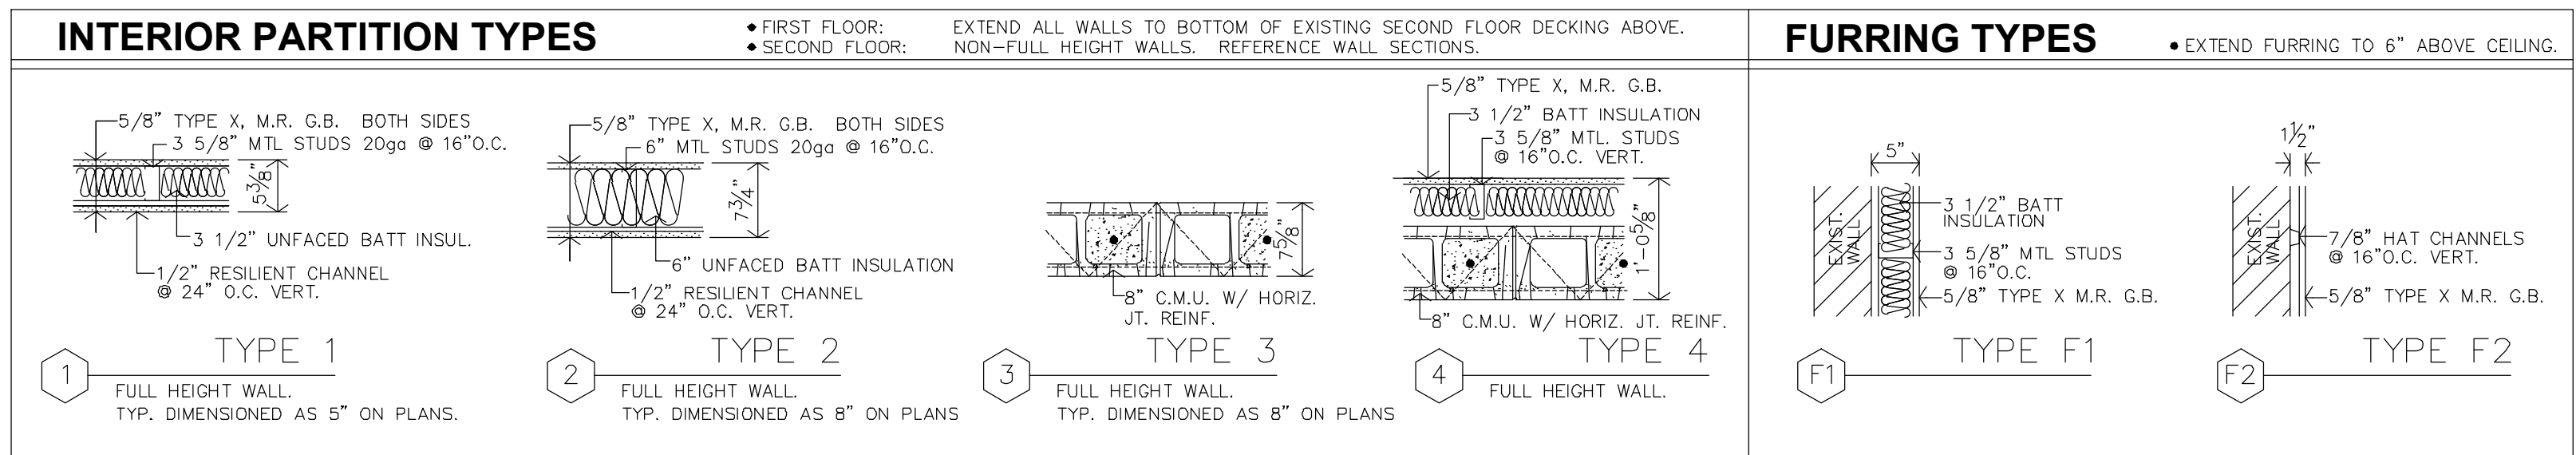 INTERIOR PARTITION TYPES
• FIRST FLOOR: EXTEND ALL WALLS TO BOTTOM OF EXISTING SECOND FLOOR DECKING ABOVE.
• SECOND FLOOR: NON-FULL HEIGHT WALLS. REFERENCE WALL SECTIONS.
5/8" TYPE X, M.R. G.B. BOTH SIDES
3 5/8" MTL STUDS 20ga @ 16"O.C.
5 3/8"
3 1/2" UNFACED BATT INSUL.
1/2" RESILIENT CHANNEL
@ 24" O.C. VERT.
1
TYPE 1
FULL HEIGHT WALL.
TYP. DIMENSIONED AS 5" ON PLANS.
5/8" TYPE X, M.R. G.B. BOTH SIDES
6" MTL STUDS 20ga @ 16"O.C.
7 3/4"
6" UNFACED BATT INSULATION
1/2" RESILIENT CHANNEL
@ 24" O.C. VERT.
2
TYPE 2
FULL HEIGHT WALL.
TYP. DIMENSIONED AS 8" ON PLANS
7 5/8"
8" C.M.U. W/ HORIZ.
JT. REINF.
3
TYPE 3
FULL HEIGHT WALL.
TYP. DIMENSIONED AS 8" ON PLANS
5/8" TYPE X, M.R. G.B.
3 1/2" BATT INSULATION
3 5/8" MTL. STUDS
@ 16"O.C. VERT.
1'-0 5/8"
8" C.M.U. W/ HORIZ. JT. REINF.
4
TYPE 4
FULL HEIGHT WALL.
FURRING TYPES
• EXTEND FURRING TO 6" ABOVE CEILING.
5"
EXIST.
WALL
3 1/2" BATT
INSULATION
3 5/8" MTL STUDS
@ 16"O.C.
5/8" TYPE X M.R. G.B.
F1
TYPE F1
1 1/2"
EXIST.
WALL
7/8" HAT CHANNELS
@ 16"O.C. VERT.
5/8" TYPE X M.R. G.B.
F2
TYPE F2